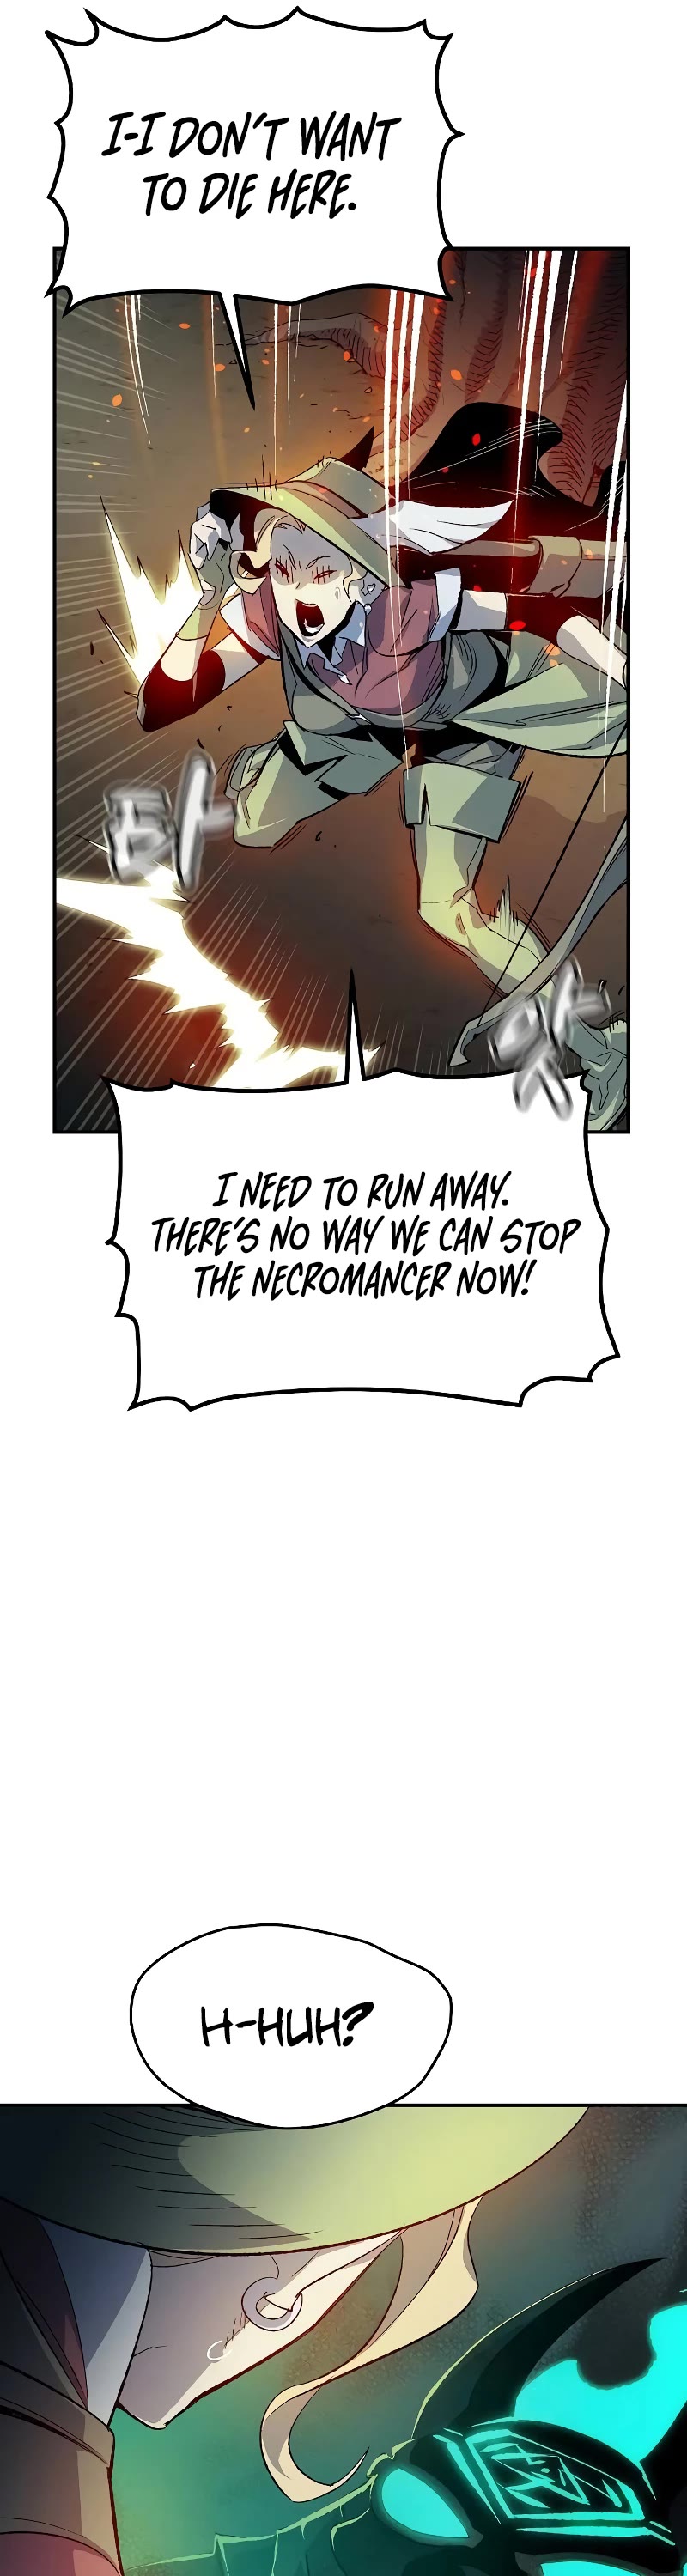 I-I DON'T WANT
TO DIE HERE.
I NEED TO RUN AWAY.
THERE'S NO WAY WE CAN STOP
THE NECROMANCER NOW!
H-HUH?